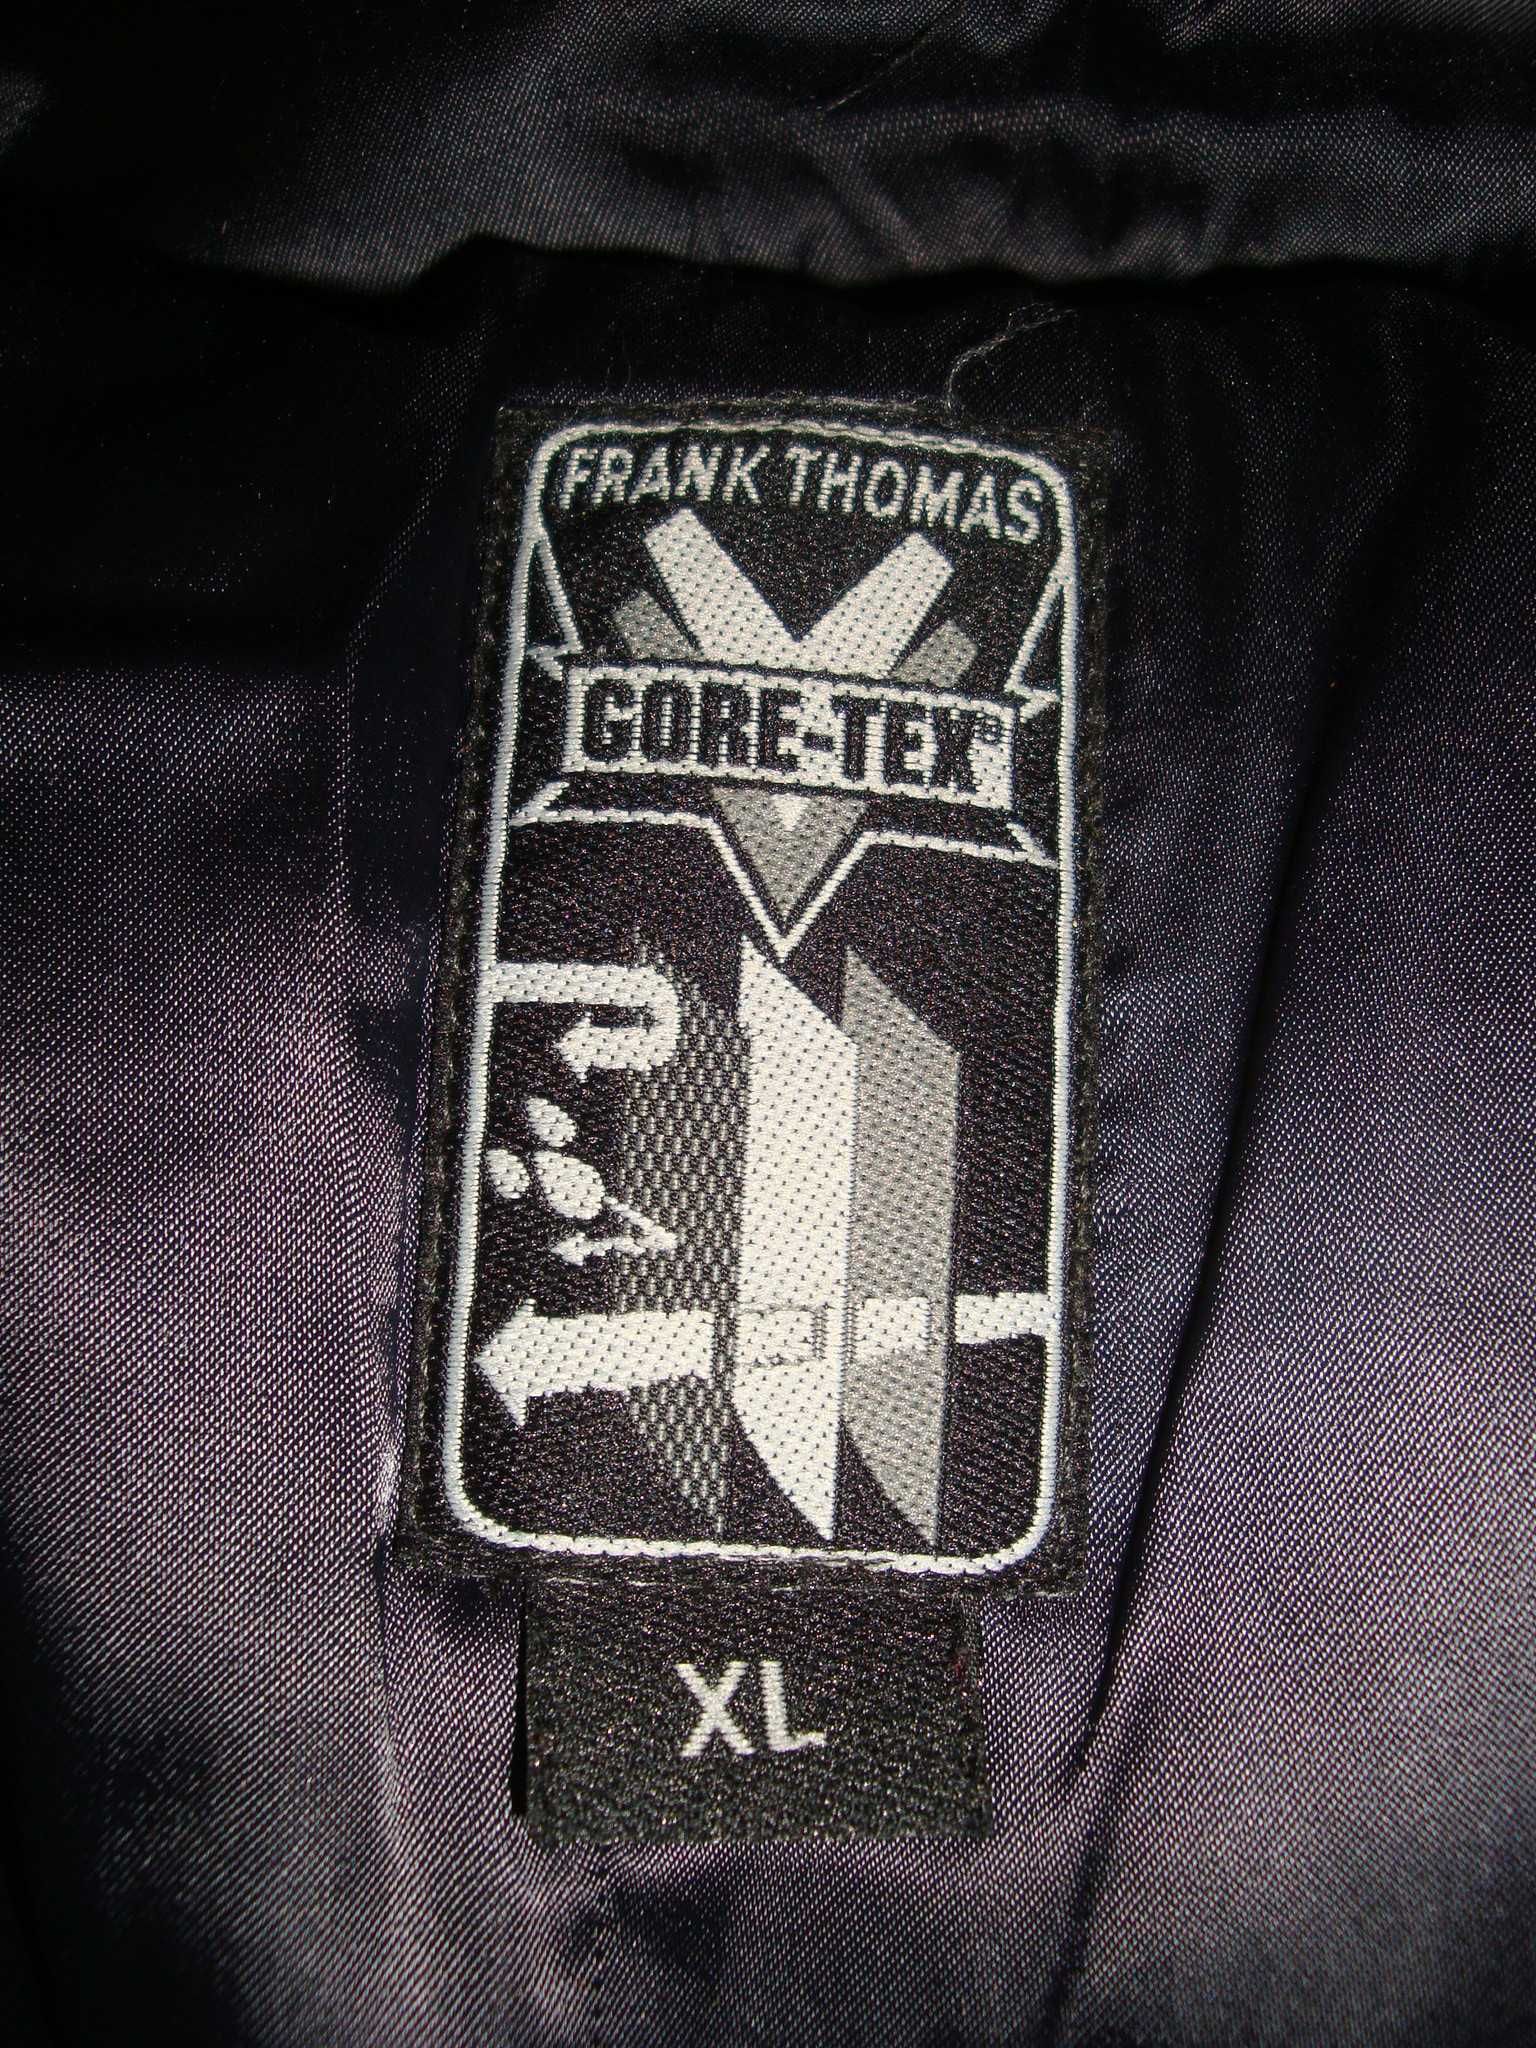 FRANK THOMAS
GORE-TEX®
XL